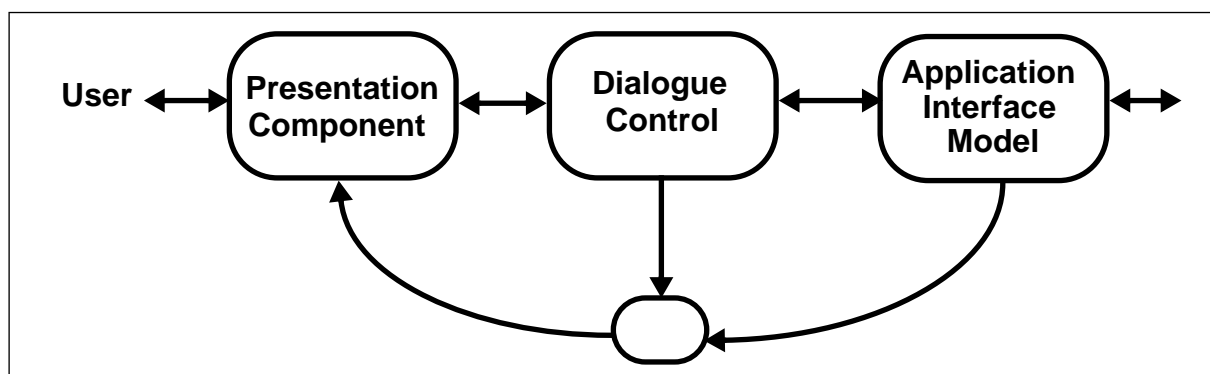 User
Presentation
Component
Dialogue
Control
Application
Interface
Model